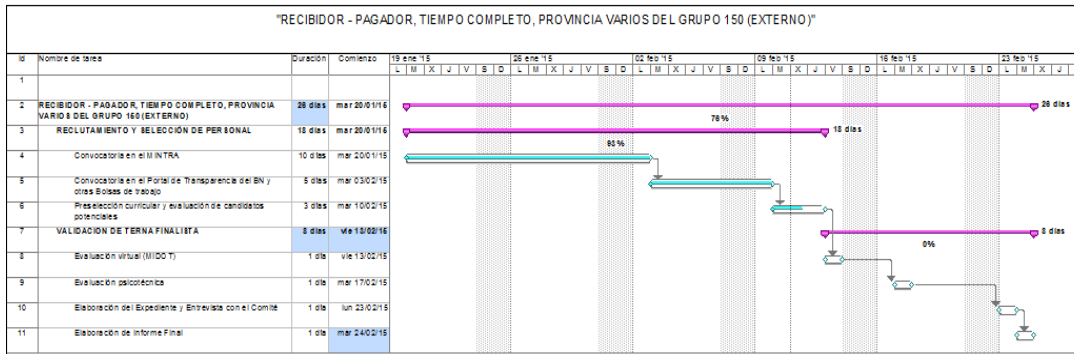 "RECIBIDOR - PAGADOR, TIEMPO COMPLETO, PROVINCIA VARIOS DEL GRUPO 150 (EXTERNO)"
Id Nombre de tarea Duración Comienzo 19 ene '15 26 ene '15 02 feb '15 09 feb '15 16 feb '15 23 feb '15
L M X J V S D L M X J V S D L M X J V S D L M X J V S D L M X J V S D L M X J
1
2 RECIBIDOR - PAGADOR, TIEMPO COMPLETO, PROVINCIA 26 días mar 20/01/15 26 días
VARIOS DEL GRUPO 150 (EXTERNO)
76%
3 RECLUTAMIENTO Y SELECCIÓN DE PERSONAL 18 días mar 20/01/15 18 días
93%
4 Convocatoria en el MINTRA 10 días mar 20/01/15
5 Convocatoria en el Portal de Transparencia del BN y 5 días mar 03/02/15
otras Bolsas de trabajo
6 Preselección curricular y evaluación de candidatos 3 días mar 10/02/15
potenciales
7 VALIDACION DE TERNA FINALISTA 8 días vie 13/02/15 8 días
0%
8 Evaluación virtual (MIDOT) 1 día vie 13/02/15
9 Evaluación psicotécnica 1 día mar 17/02/15
10 Elaboración del Expediente y Entrevista con el Comité 1 día lun 23/02/15
11 Elaboración de Informe Final 1 día mar 24/02/15